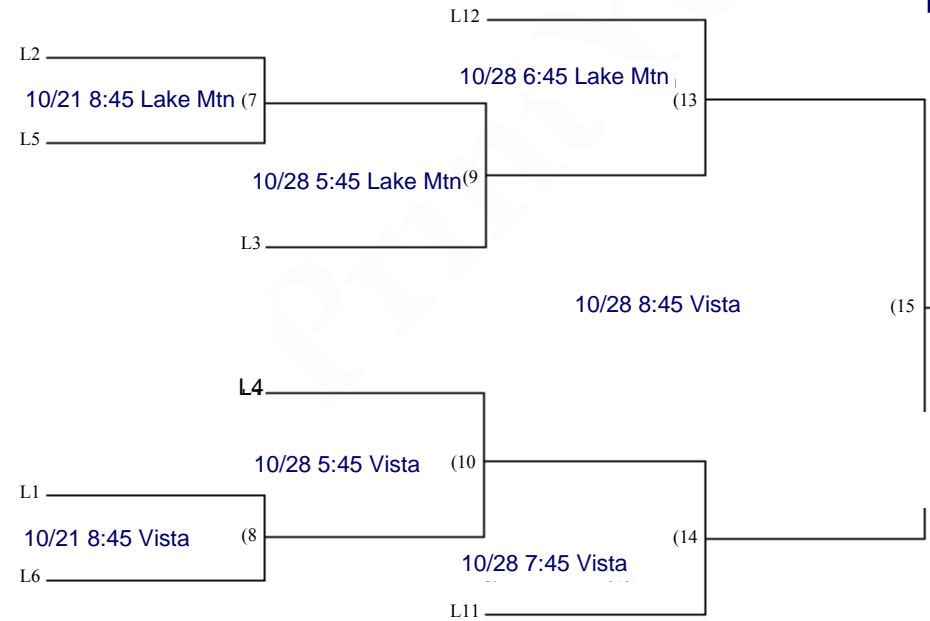 L12
L2
10/28 6:45 Lake Mtn
10/21 8:45 Lake Mtn (7
(13
L5
10/28 5:45 Lake Mtn(9
L3
10/28 8:45 Vista
(15
L4
10/28 5:45 Vista (10
L1
10/21 8:45 Vista (8
(14
10/28 7:45 Vista
L6
L11